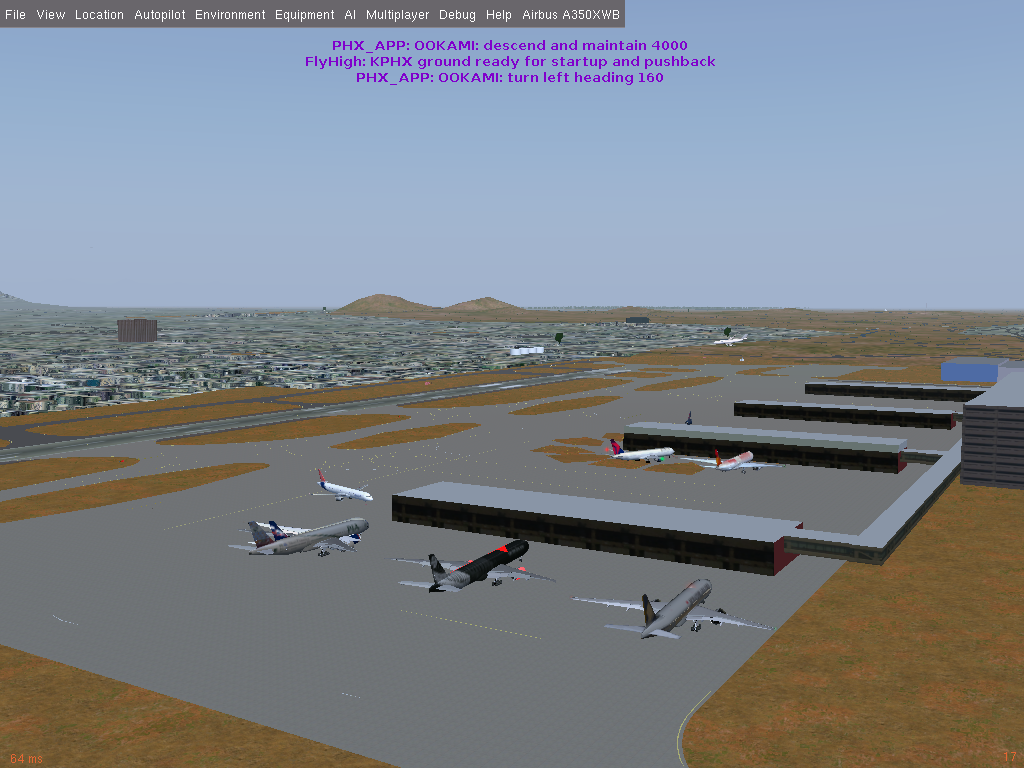 File View Location Autopilot Environment Equipment AI Multiplayer Debug Help Airbus A350XWB
PHX_APP: OOKAMI: descend and maintain 4000
FlyHigh: KPHX ground ready for startup and pushback
PHX_APP: OOKAMI: turn left heading 160
64 ms
17